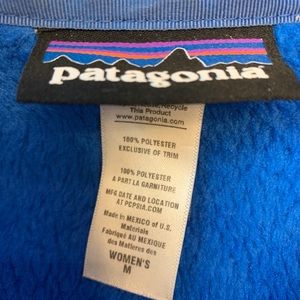 patagonia
Recycle
This Product
www.patagonia.com
100% POLYESTER
EXCLUSIVE OF TRIM
100% POLYESTER
A PART LA GARNITURE
MFG DATE AND LOCATION
AT PCPSIA.COM
Made in MEXICO of U.S.
Materials
Fabriqué AU MEXIQUE
des Matieres des
WOMEN'S
M